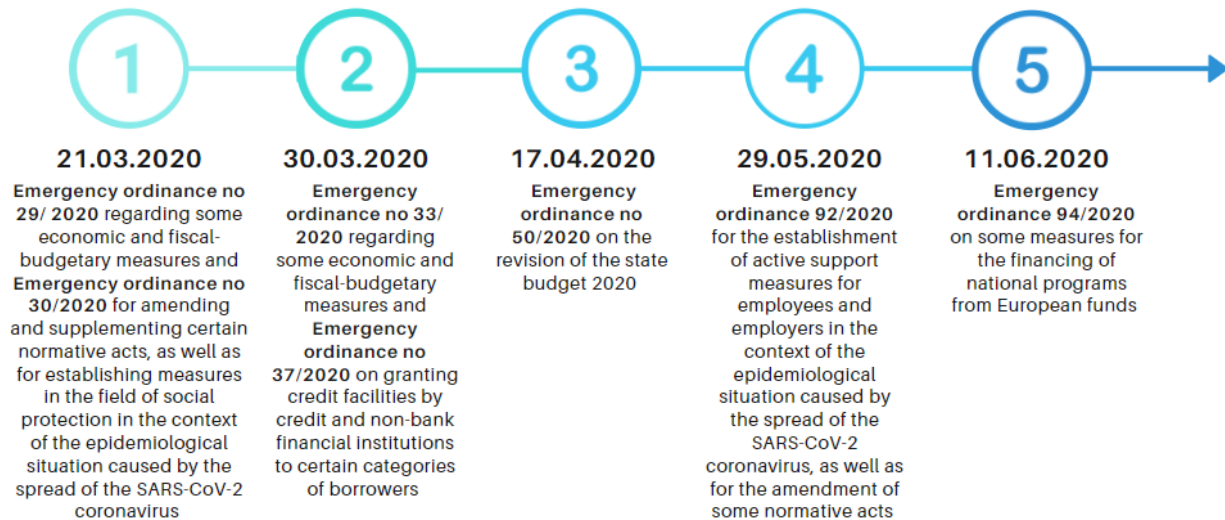 1
2
3
4
5
21.03.2020
Emergency ordinance no
29/ 2020 regarding some
economic and fiscal-
budgetary measures and
Emergency ordinance no
30/2020 for amending
and supplementing certain
normative acts, as well as
for establishing measures
in the field of social
protection in the context
of the epidemiological
situation caused by the
spread of the SARS-CoV-2
coronavirus
30.03.2020
Emergency
ordinance no 33/
2020 regarding
some economic and
fiscal-budgetary
measures and
Emergency
ordinance no
37/2020 on granting
credit facilities by
credit and non-bank
financial institutions
to certain categories
of borrowers
17.04.2020
Emergency
ordinance no
50/2020 on the
revision of the state
budget 2020
29.05.2020
Emergency
ordinance 92/2020
for the establishment
of active support
measures for
employees and
employers in the
context of the
epidemiological
situation caused by
the spread of the
SARS-CoV-2
coronavirus, as well as
for the amendment of
some normative acts
11.06.2020
Emergency
ordinance 94/2020
on some measures for
the financing of
national programs
from European funds